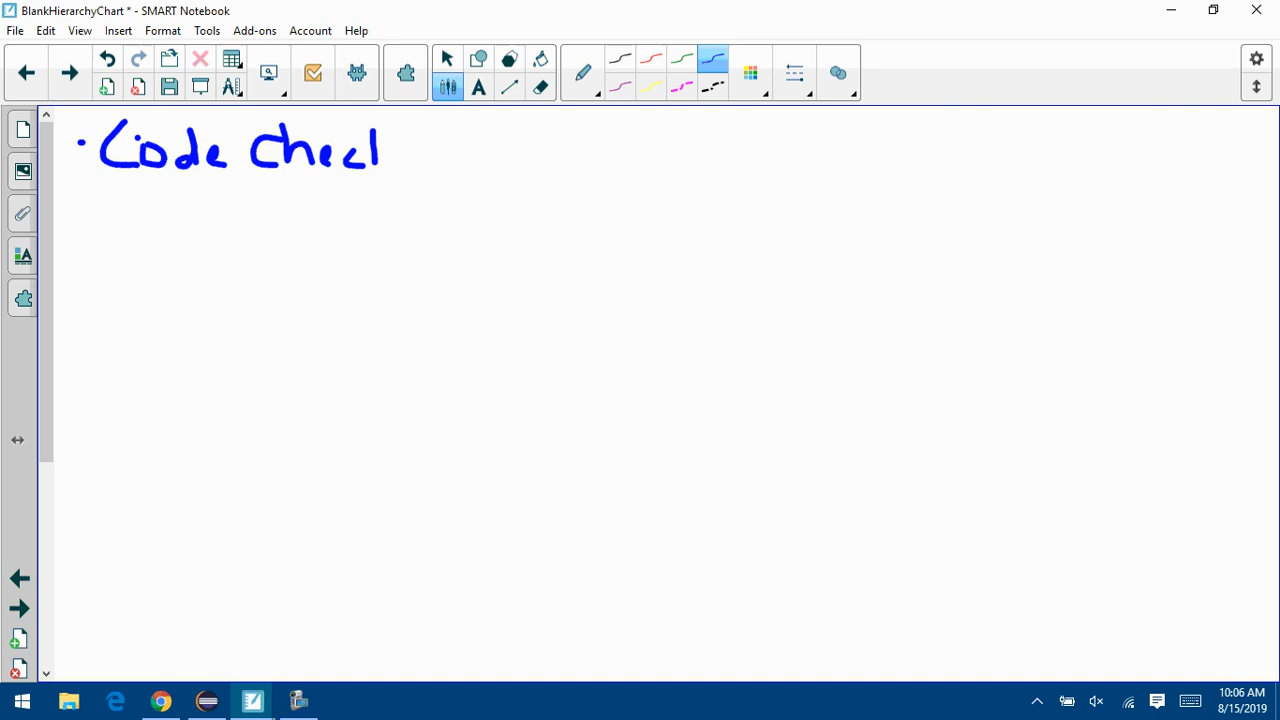 BlankHierarchyChart * - SMART Notebook
File Edit View Insert Format Tools Add-ons Account Help
A
A
· Code Checl
10:06 AM
8/15/2019